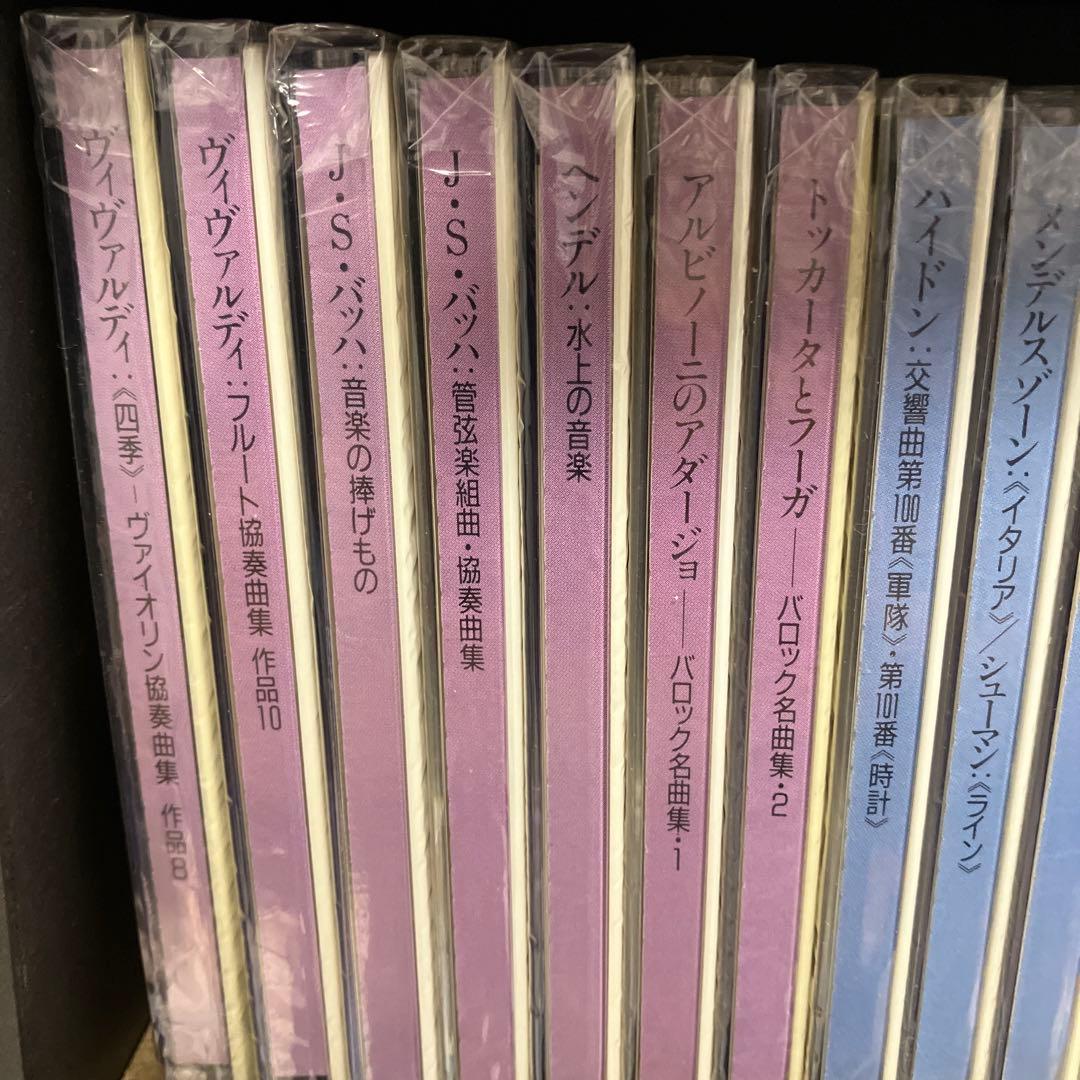 ヴィヴァルディ:《四季》－ヴァイオリン協奏曲集 作品8
ヴィヴァルディ:フルート協奏曲集 作品10
J・S・バッハ:音楽の捧げもの
J・S・バッハ:管弦楽組曲・協奏曲集
ヘンデル:水上の音楽
アルビノーニのアダージョ――バロック名曲集・1
トッカータとフーガ――バロック名曲集・2
ハイドン:交響曲第100番《軍隊》・第101番《時計》
メンデルスゾーン:《イタリア》／シューマン:《ライン》